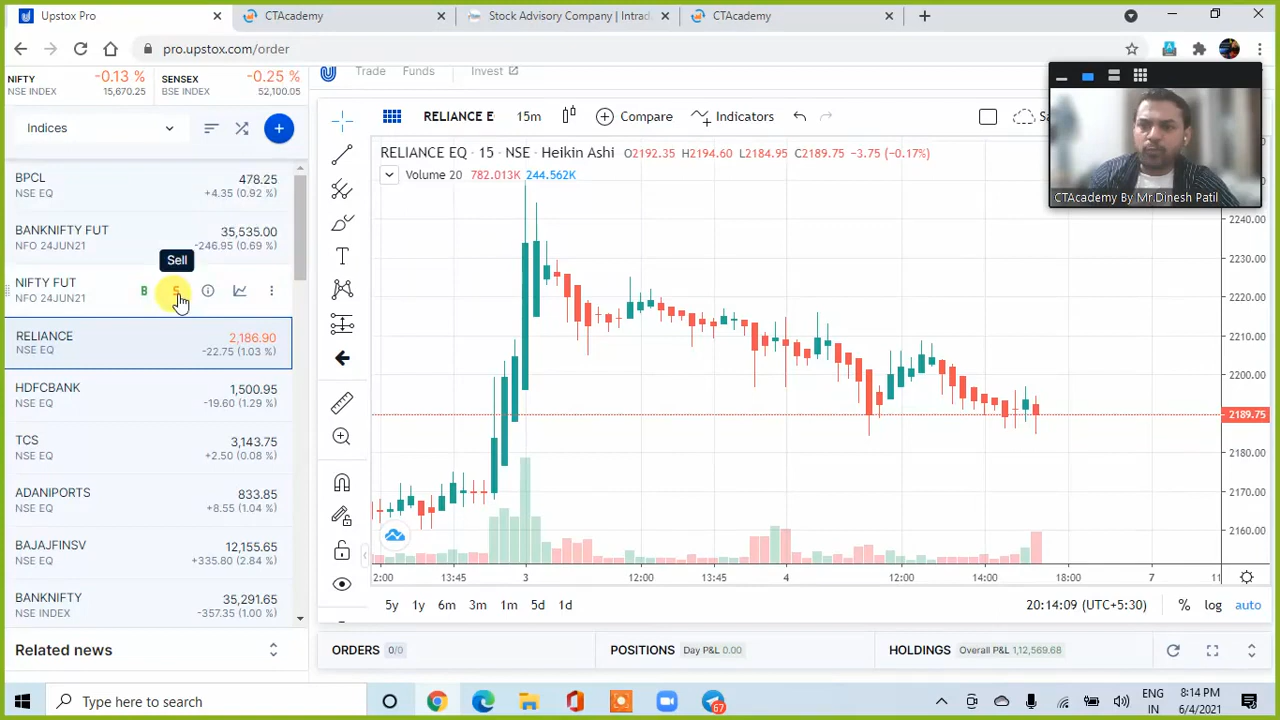 Upstox Pro
CTAcademy
Stock Advisory Company | Intrad
CTAcademy
pro.upstox.com/order
NIFTY
-0.13 %
NSE INDEX
15,670.25
SENSEX
-0.25 %
BSE INDEX
52,100.05
Trade
Funds
Invest
Indices
BPCL
478.25
NSE EQ
+4.35 (0.92 %)
BANKNIFTY FUT
35,535.00
NFO 24JUN21
-246.95 (0.69 %)
Sell
NIFTY FUT
NFO 24JUN21
B
S
RELIANCE
2,186.90
NSE EQ
-22.75 (1.03 %)
HDFCBANK
1,500.95
NSE EQ
-19.60 (1.29 %)
TCS
3,143.75
NSE EQ
+2.50 (0.08 %)
ADANIPORTS
833.85
NSE EQ
+8.55 (1.04 %)
BAJAJFINSV
12,155.65
NSE EQ
+335.80 (2.84 %)
BANKNIFTY
35,291.65
NSE INDEX
-357.35 (1.00 %)
Related news
RELIANCE E
15m
Compare
Indicators
RELIANCE EQ · 15 · NSE · Heikin Ashi
O2192.35 H2194.60 L2184.95 C2189.75 -3.75 (-0.17%)
Volume 20 782.013K 244.562K
CTAcademy By Mr.Dinesh Patil
2240.00
2230.00
2220.00
2210.00
2200.00
2189.75
2180.00
2170.00
2160.00
2:00 13:45 3 12:00 13:45 4 12:00 14:00 18:00 7 11
5y 1y 6m 3m 1m 5d 1d
20:14:09 (UTC+5:30)
% log auto
ORDERS 0/0
POSITIONS Day P&L 0.00
HOLDINGS Overall P&L 1,12,569.68
Type here to search
67
ENG
IN
8:14 PM
6/4/2021